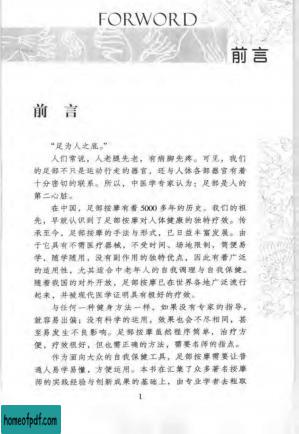 FORWORD
前言
前 言
“足为人之底。”
人们常说，人老腿先老，有病脚先疼。可见，我们
的足部不只是运动行走的器官，还与人体各部器官有着
十分密切的联系。所以，中医学专家认为：足部是人的
第二心脏。
在中国，足部按摩有着5000多年的历史。我们的祖
先，早就认识到了足部按摩对人体健康的独特疗效。传
承至今，足部按摩的手法与形式，已日益丰富发展。由
于它具有不需医疗器械，不受时间、场地限制，简便易
学，随学随用，没有副作用的独特优点，因此有着广泛
的适用性，尤其适合中老年人的自我调理与自我保健。
随着我国的对外开放，足部按摩已在世界各地广泛流行
起来，并被现代医学证明具有极好的疗效。
与任何一种健身方法一样，如果没有专家的指导，
就容易出偏；没有科学的运用，效果也会不尽相同，甚
至易发生不良影响。足部按摩虽然程序简单，治疗方
便，疗效很好，但也需正确的方法，需要名师的指点。
作为面向大众的自我保健工具，足部按摩需要让普
通人易学易懂，方便运用。本书在汇集了众多著名按摩
师的实践经验与创新成果的基础上，由专业学者去粗取
1
www.homeofpdf.com